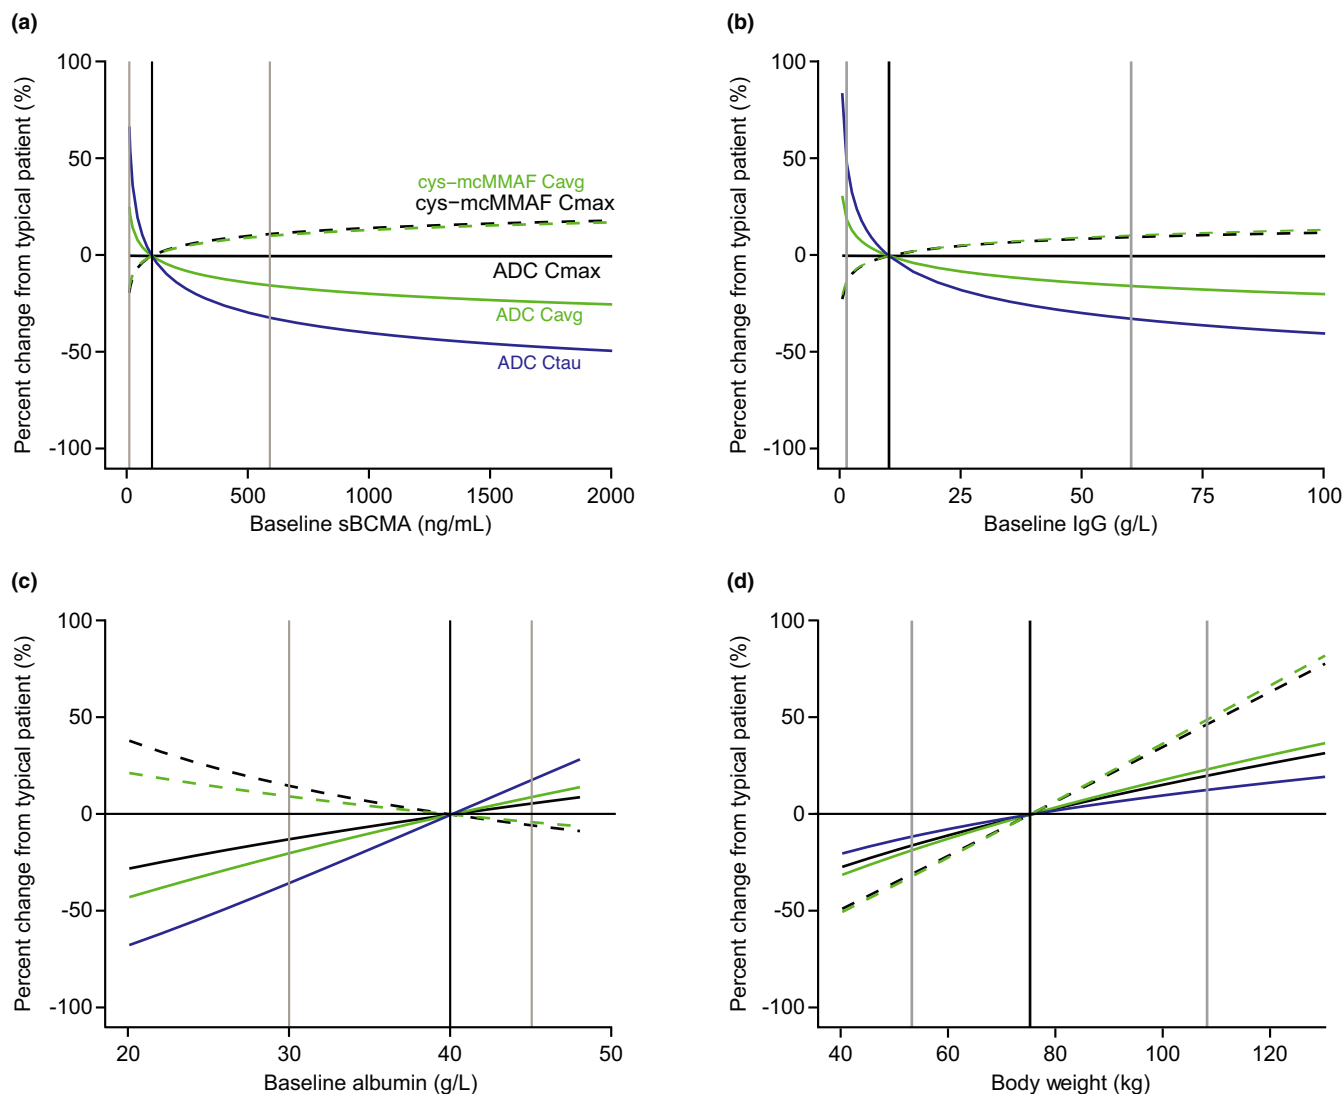 (a)
Percent change from typical patient (%)
100
50
0
-50
-100
cys-mcMMAF Cavg
cys-mcMMAF Cmax
ADC Cmax
ADC Cavg
ADC Ctau
0 500 1000 1500 2000
Baseline sBCMA (ng/mL)
(b)
Percent change from typical patient (%)
100
50
0
-50
-100
0 25 50 75 100
Baseline IgG (g/L)
(c)
Percent change from typical patient (%)
100
50
0
-50
-100
20 30 40 50
Baseline albumin (g/L)
(d)
Percent change from typical patient (%)
100
50
0
-50
-100
40 60 80 100 120
Body weight (kg)